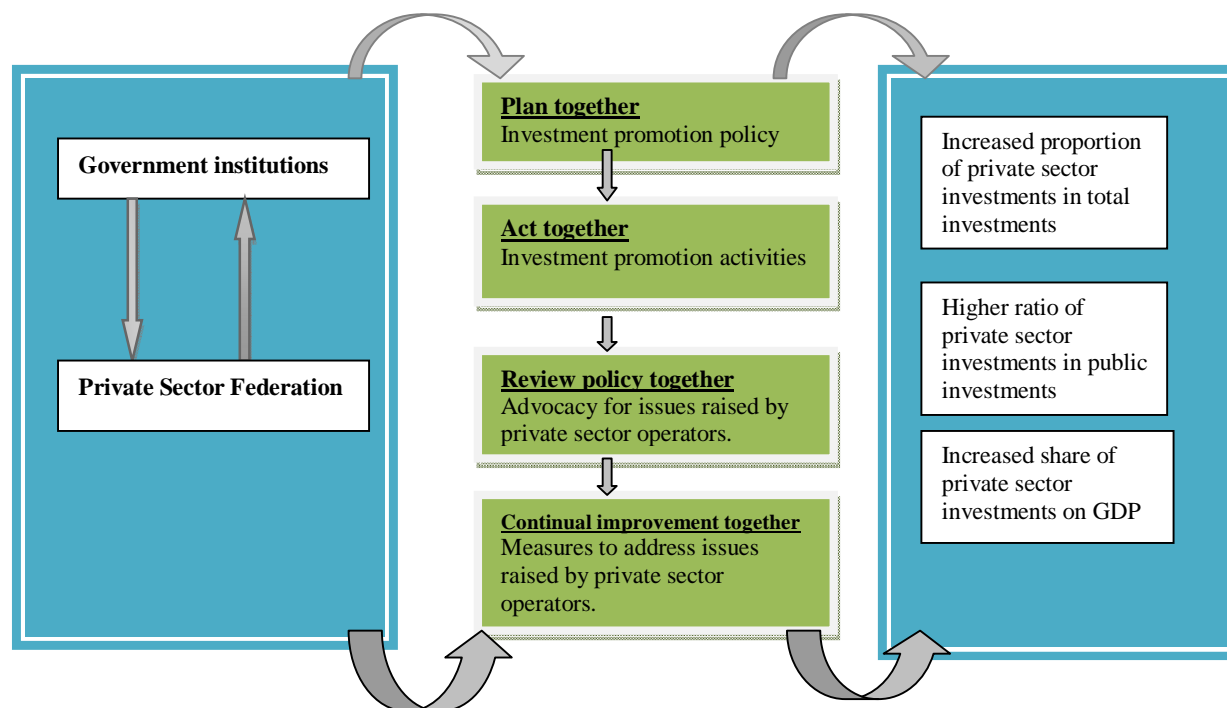 Government institutions
Private Sector Federation
Plan together
Investment promotion policy
Act together
Investment promotion activities
Review policy together
Advocacy for issues raised by
private sector operators.
Continual improvement together
Measures to address issues
raised by private sector
operators.
Increased proportion
of private sector
investments in total
investments
Higher ratio of
private sector
investments in public
investments
Increased share of
private sector
investments on GDP